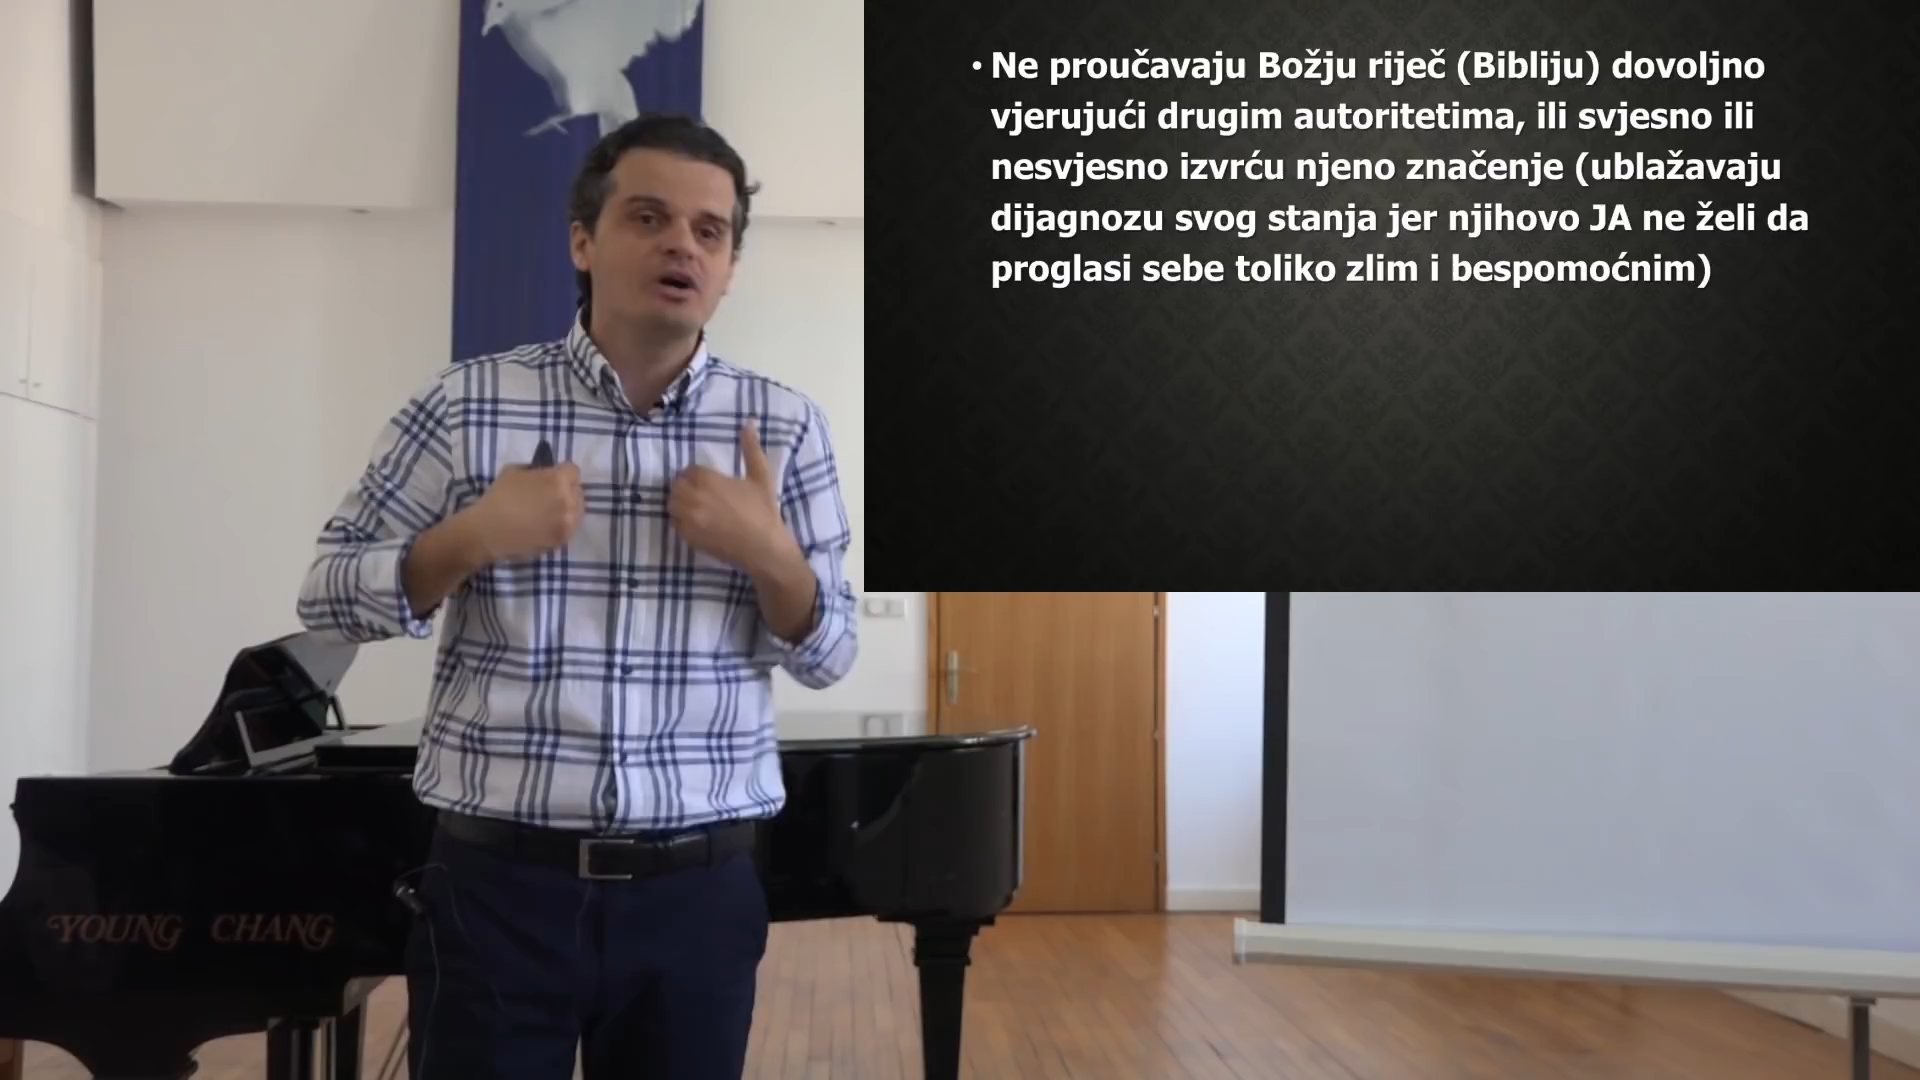 • Ne proučavaju Božju riječ (Bibliju) dovoljno
vjerujući drugim autoritetima, ili svjesno ili
nesvjesno izvrću njeno značenje (ublažavaju
dijagnozu svog stanja jer njihovo JA ne želi da
proglasi sebe toliko zlim i bespomoćnim)
YOUNG CHANG